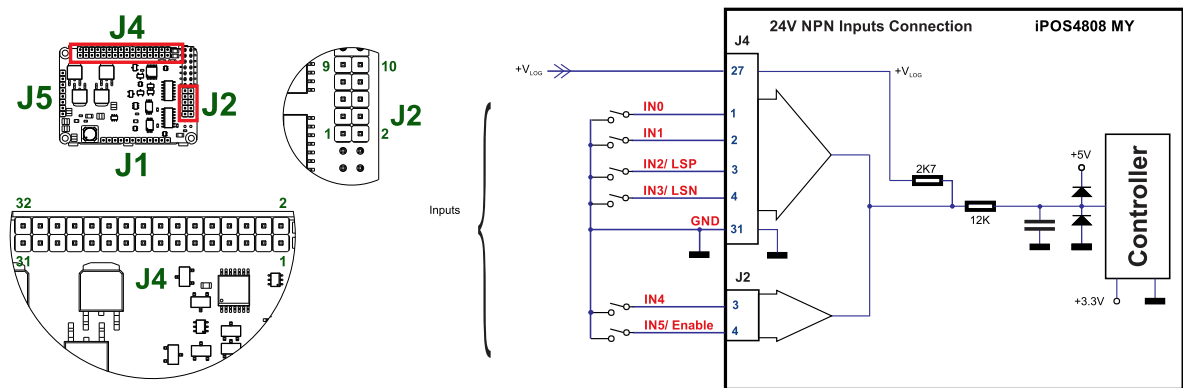 J4
J5
J2
J1
9 10
J2
1 2
32 2
31 1
J4
24V NPN Inputs Connection iPOS4808 MY
J4
+VLOG 27 +VLOG
Inputs
IN0 1
IN1 2
IN2/ LSP 3
IN3/ LSN 4
GND 31
2K7
12K
+5V
Controller
+3.3V
J2
IN4 3
IN5/ Enable 4